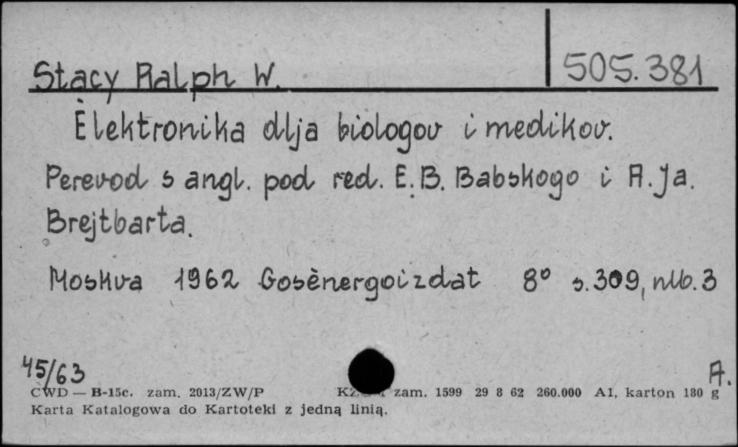 Stacy Ralph W. 505.381
Èlektronika dlja biologov i medikov.
Perevod s angl. pod red. E.B. Babskogo i A.Ja.
Brejtbarta.
Moskva 1962 Gosènergoizdat 8° s.309, nlb.3
45/63 A.
CWD — B-15c. zam. 2013/ZW/P zam. 1599 29 8 62 260.000 A1, karton 180 g
Karta Katalogowa do Kartoteki z jedną linią.